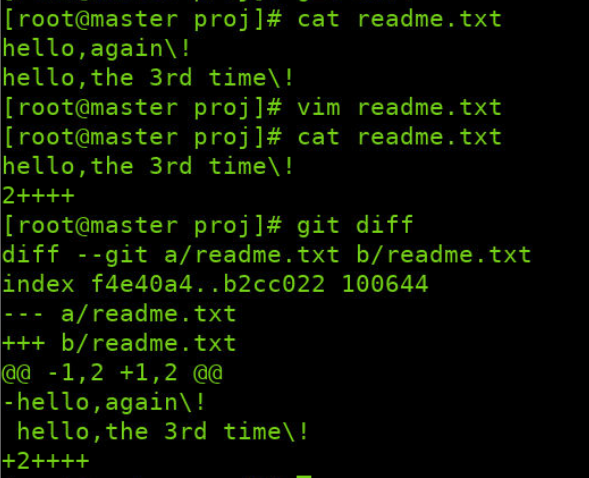 [root@master proj]# cat readme.txt
hello,again\!
hello,the 3rd time\!
[root@master proj]# vim readme.txt
[root@master proj]# cat readme.txt
hello,the 3rd time\!
2++++
[root@master proj]# git diff
diff --git a/readme.txt b/readme.txt
index f4e40a4..b2cc022 100644
--- a/readme.txt
+++ b/readme.txt
@@ -1,2 +1,2 @@
-hello,again\!
 hello,the 3rd time\!
+2++++